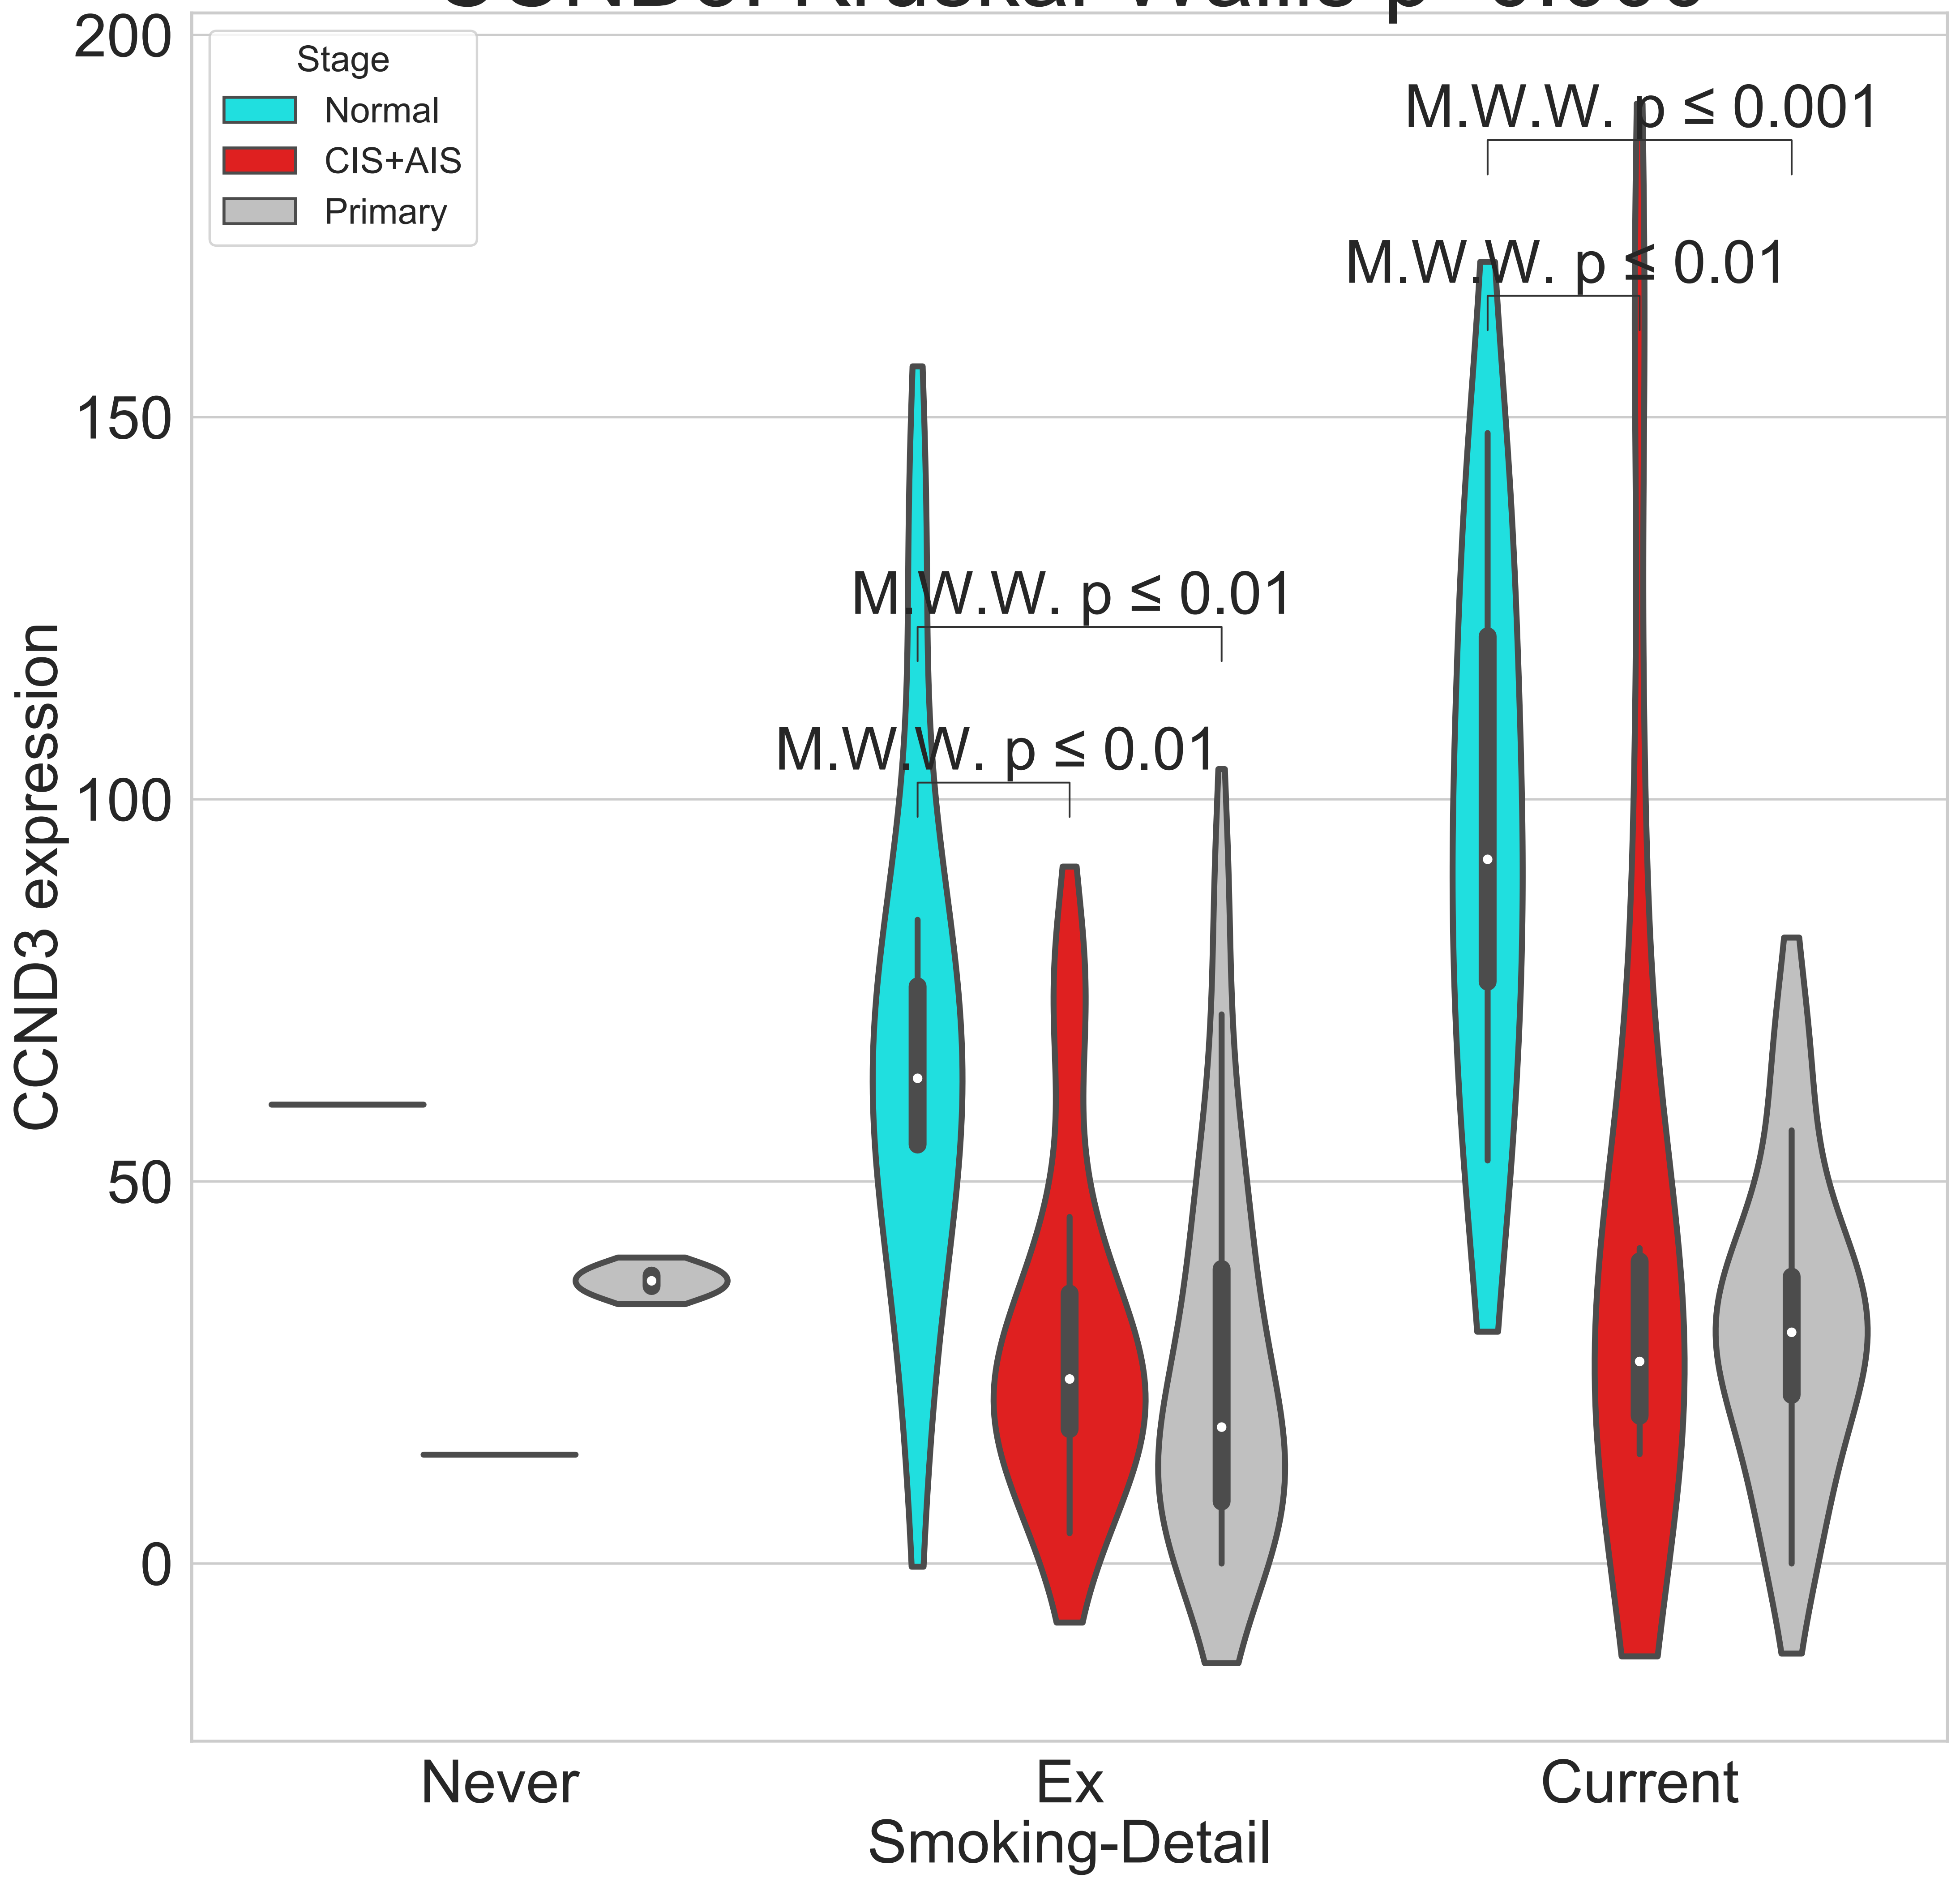 200
Stage
Normal
CIS+AIS
Primary
M.W.W. p ≤ 0.001
M.W.W. p ≤ 0.01
150
M.W.W. p ≤ 0.01
M.W.W. p ≤ 0.01
100
50
0
CCND3 expression
Never
Ex
Current
Smoking-Detail